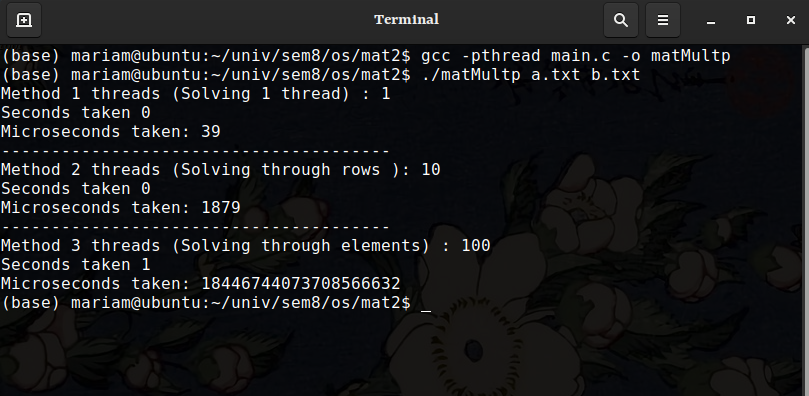 Terminal
(base) mariam@ubuntu:~/univ/sem8/os/mat2$ gcc -pthread main.c -o matMultp
(base) mariam@ubuntu:~/univ/sem8/os/mat2$ ./matMultp a.txt b.txt
Method 1 threads (Solving 1 thread) : 1
Seconds taken 0
Microseconds taken: 39
---------------------------------------
Method 2 threads (Solving through rows ): 10
Seconds taken 0
Microseconds taken: 1879
---------------------------------------
Method 3 threads (Solving through elements) : 100
Seconds taken 1
Microseconds taken: 18446744073708566632
(base) mariam@ubuntu:~/univ/sem8/os/mat2$ _